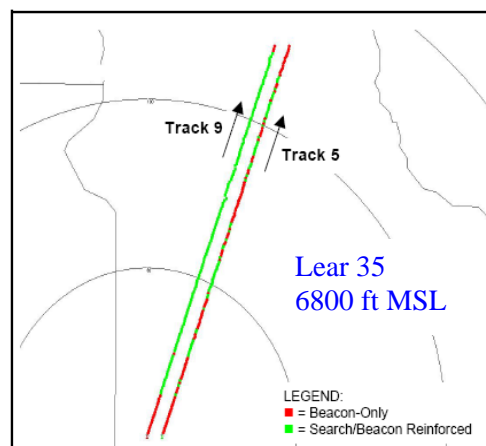 Track 9
Track 5
Lear 35
6800 ft MSL
LEGEND:
= Beacon-Only
= Search/Beacon Reinforced